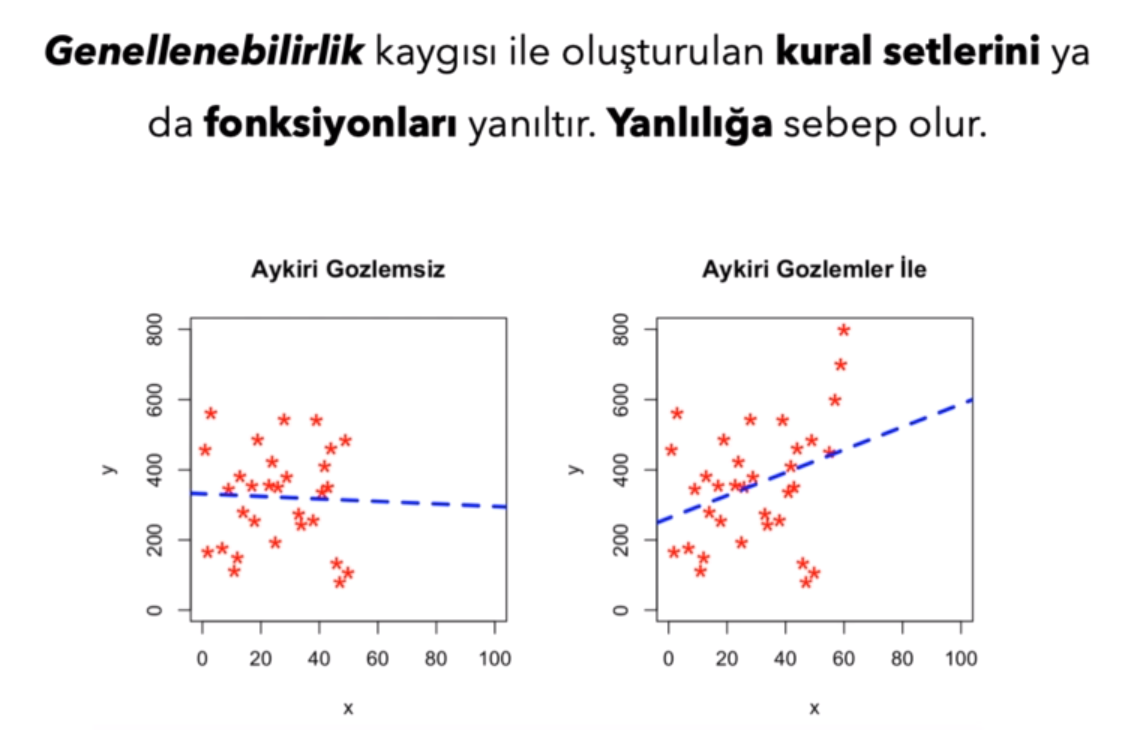 Genellenebilirlik kaygısı ile oluşturulan kural setlerini ya
da fonksiyonları yanıltır. Yanlılığa sebep olur.
Aykiri Gozlemsiz
800
600
400
200
0
y
0 20 40 60 80 100
x
Aykiri Gozlemler İle
800
600
400
200
0
y
0 20 40 60 80 100
x